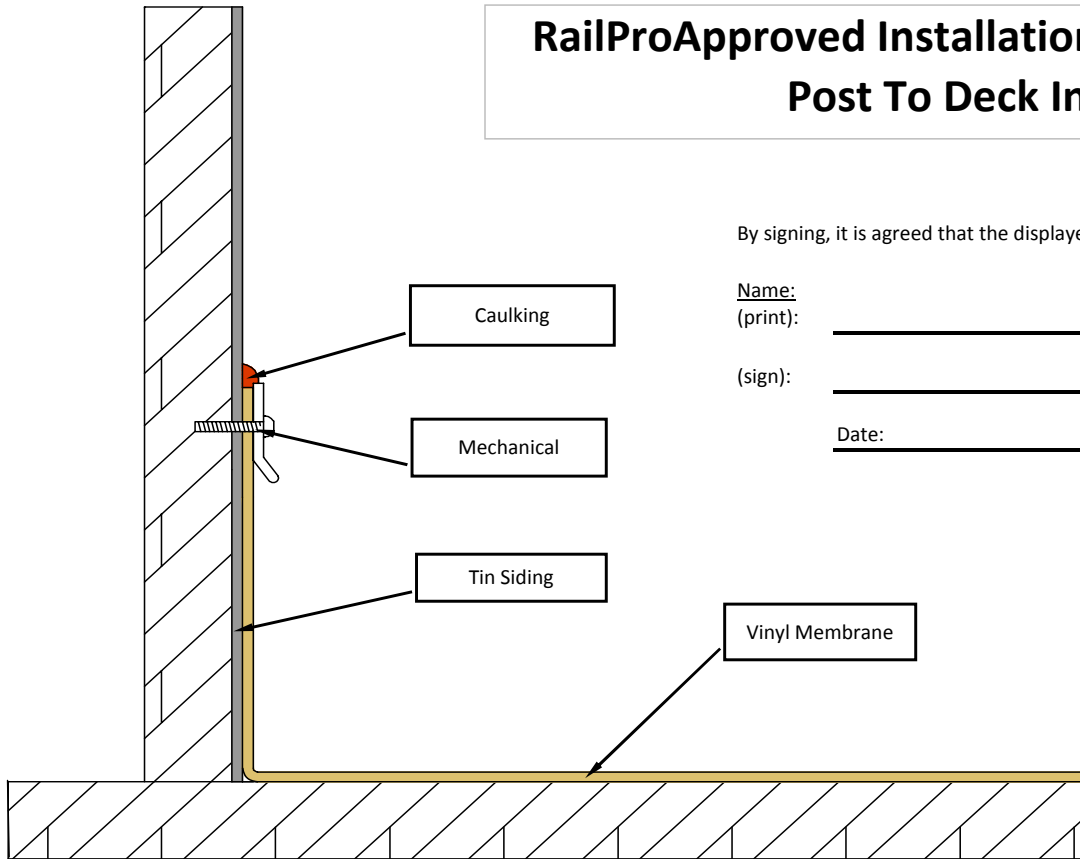 RailProApproved Installation
Post To Deck In
By signing, it is agreed that the displaye
Name:
(print):
Caulking
(sign):
Date:
Mechanical
Tin Siding
Vinyl Membrane